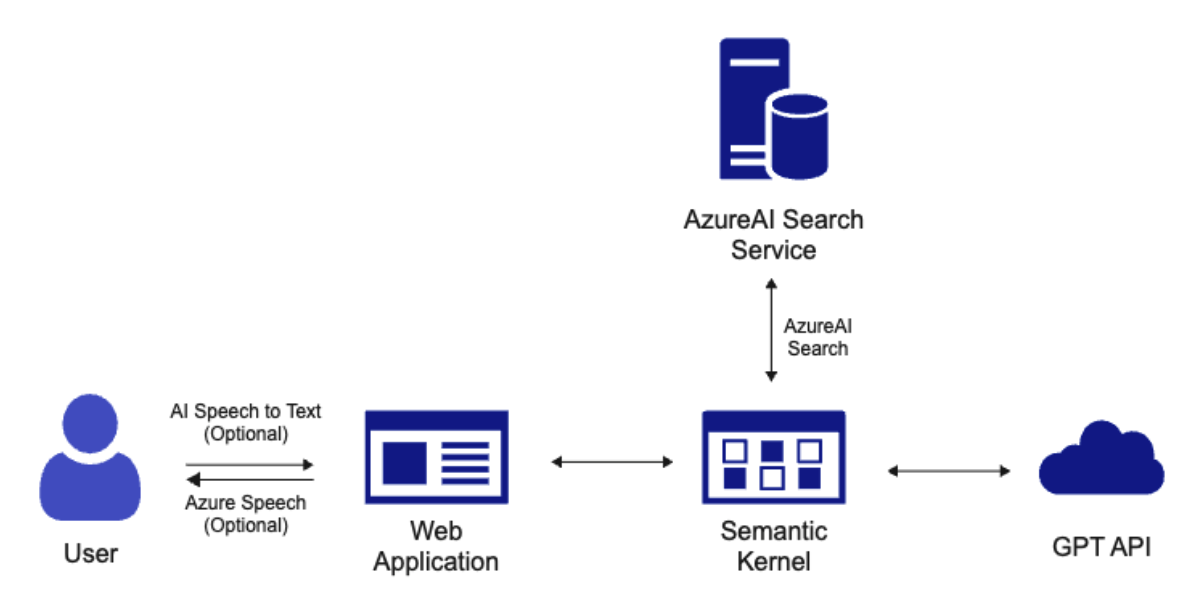 AzureAI Search
Service
AzureAI
Search
AI Speech to Text
(Optional)
Azure Speech
(Optional)
User
Web
Application
Semantic
Kernel
GPT API